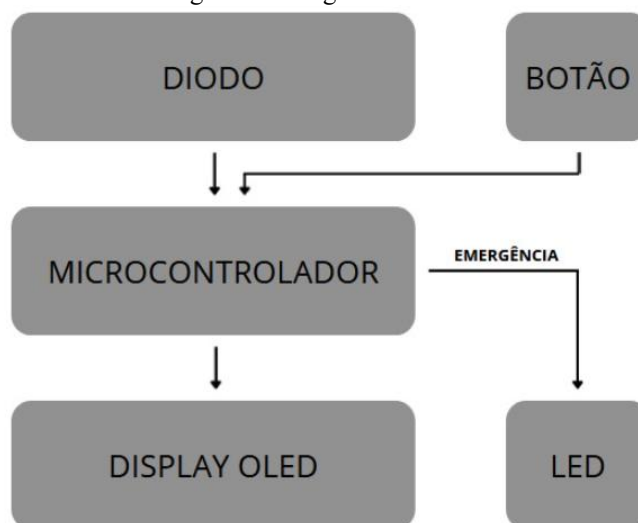 DIODO
BOTÃO
MICROCONTROLADOR
EMERGÊNCIA
DISPLAY OLED
LED